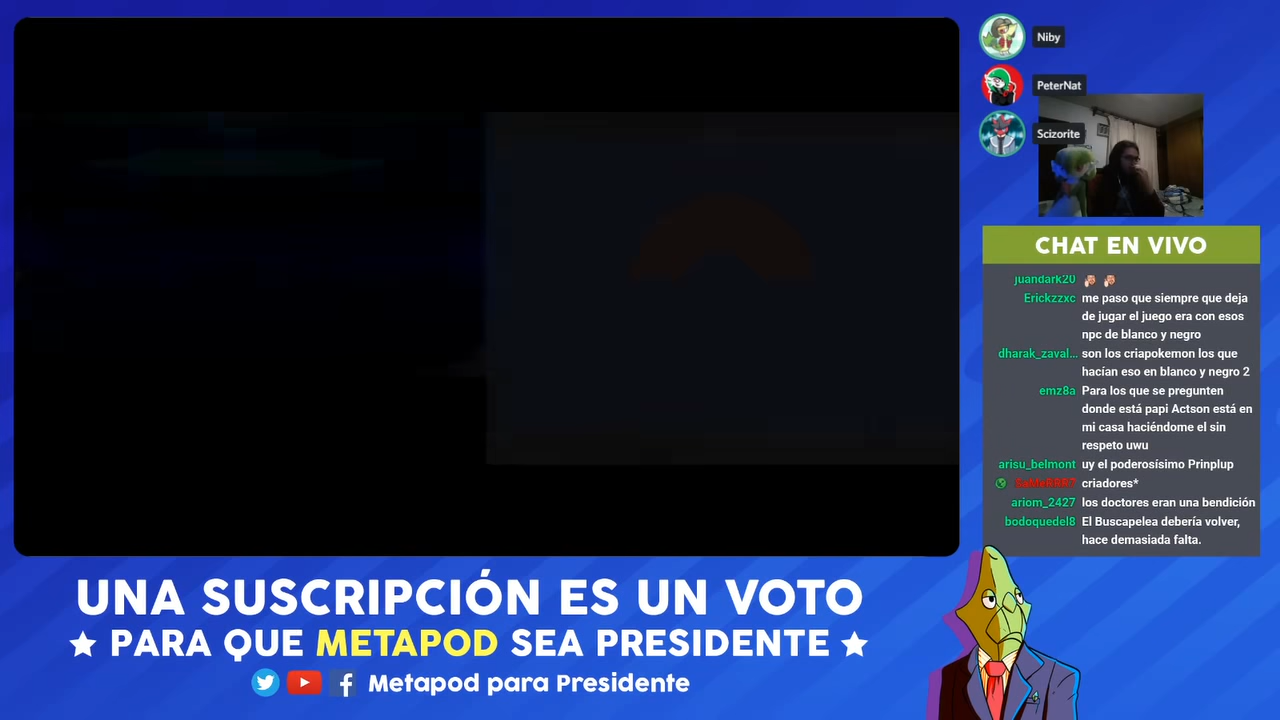 Niby
PeterNat
Scizorite
CHAT EN VIVO
juandark20
Erickzzxc me paso que siempre que deja
de jugar el juego era con esos
npc de blanco y negro
dharak_zaval... son los criapokemon los que
hacían eso en blanco y negro 2
emz8a Para los que se pregunten
donde está papi Actson está en
mi casa haciéndome el sin
respeto uwu
arisu_belmont uy el poderosísimo Prinplup
criadores*
ariom_2427 los doctores eran una bendición
bodoquedel8 El Buscapelea debería volver,
hace demasiada falta.
UNA SUSCRIPCIÓN ES UN VOTO
★ PARA QUE METAPOD SEA PRESIDENTE ★
Metapod para Presidente